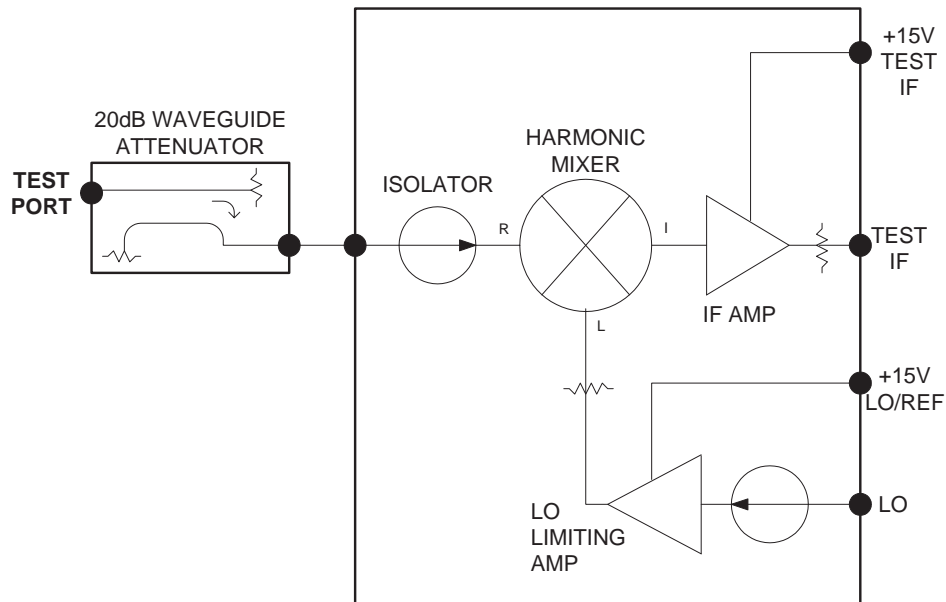 +15V
TEST
IF
20dB WAVEGUIDE
ATTENUATOR
TEST
PORT
ISOLATOR
HARMONIC
MIXER
R
I
L
TEST
IF
IF AMP
+15V
LO/REF
LO
LIMITING
AMP
LO